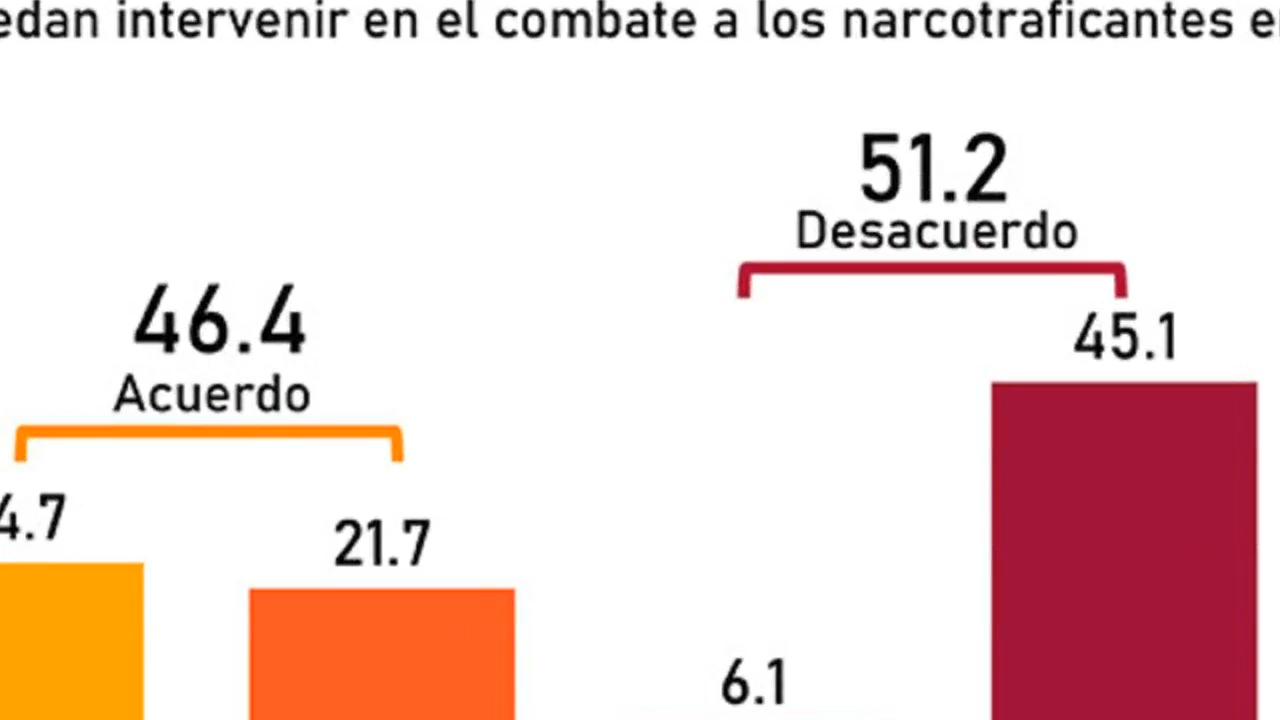 edan intervenir en el combate a los narcotraficantes e
51.2
Desacuerdo
46.4
Acuerdo
45.1
4.7
21.7
6.1